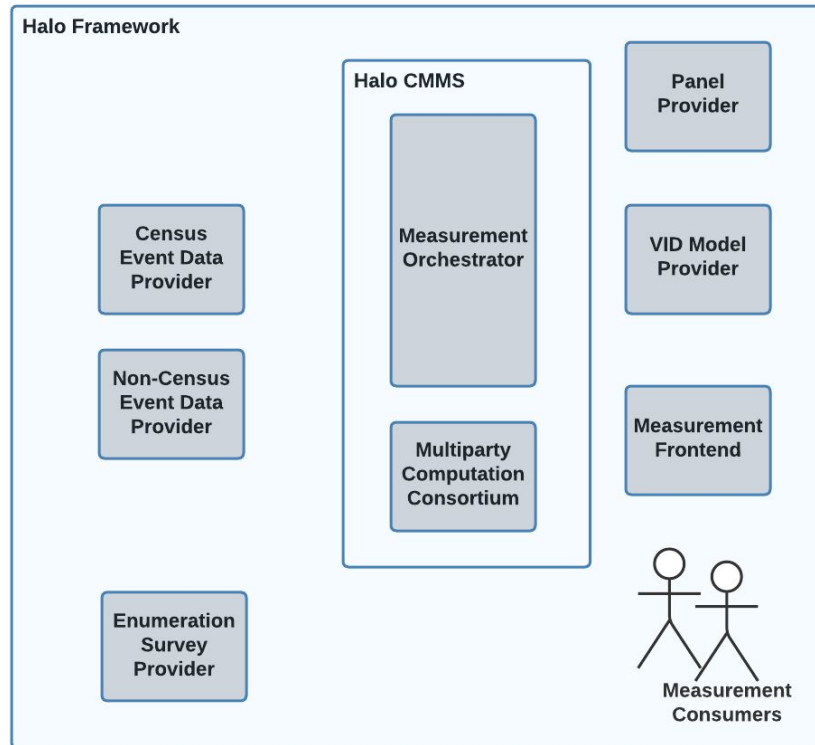 Halo Framework
Halo CMMS
Panel
Provider
Measurement
Orchestrator
Census
Event Data
Provider
VID Model
Provider
Non-Census
Event Data
Provider
Measurement
Frontend
Multiparty
Computation
Consortium
Enumeration
Survey
Provider
Measurement
Consumers